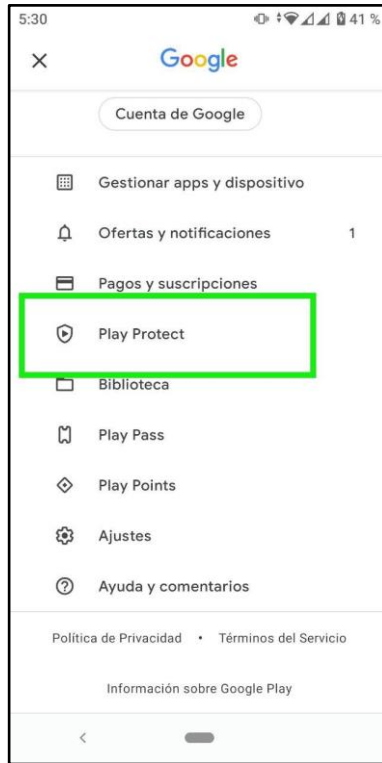 5:30 41 %
Google
Cuenta de Google
Gestionar apps y dispositivo
Ofertas y notificaciones 1
Pagos y suscripciones
Play Protect
Biblioteca
Play Pass
Play Points
Ajustes
Ayuda y comentarios
Política de Privacidad • Términos del Servicio
Información sobre Google Play